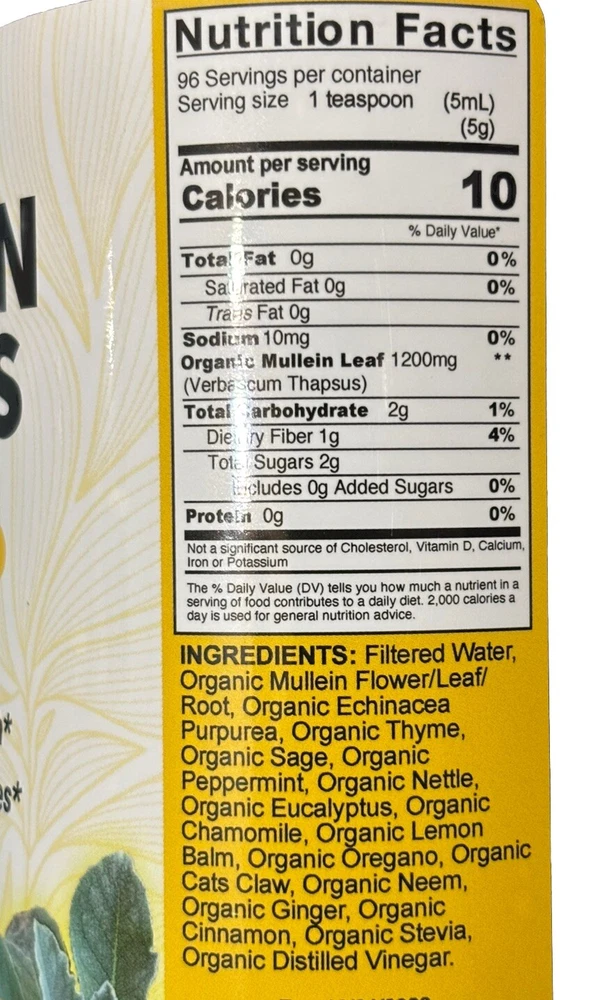 N
S
*
es*
Nutrition Facts
96 Servings per container
Serving size 1 teaspoon (5mL)
(5g)
Amount per serving
Calories 10
% Daily Value*
Total Fat 0g 0%
Saturated Fat 0g 0%
Trans Fat 0g
Sodium 10mg 0%
Organic Mullein Leaf 1200mg **
(Verbascum Thapsus)
Total Carbohydrate 2g 1%
Dietary Fiber 1g 4%
Total Sugars 2g
Includes 0g Added Sugars 0%
Protein 0g 0%
Not a significant source of Cholesterol, Vitamin D, Calcium,
Iron or Potassium
The % Daily Value (DV) tells you how much a nutrient in a
serving of food contributes to a daily diet. 2,000 calories a
day is used for general nutrition advice.
INGREDIENTS: Filtered Water,
Organic Mullein Flower/Leaf/
Root, Organic Echinacea
Purpurea, Organic Thyme,
Organic Sage, Organic
Peppermint, Organic Nettle,
Organic Eucalyptus, Organic
Chamomile, Organic Lemon
Balm, Organic Oregano, Organic
Cats Claw, Organic Neem,
Organic Ginger, Organic
Cinnamon, Organic Stevia,
Organic Distilled Vinegar.